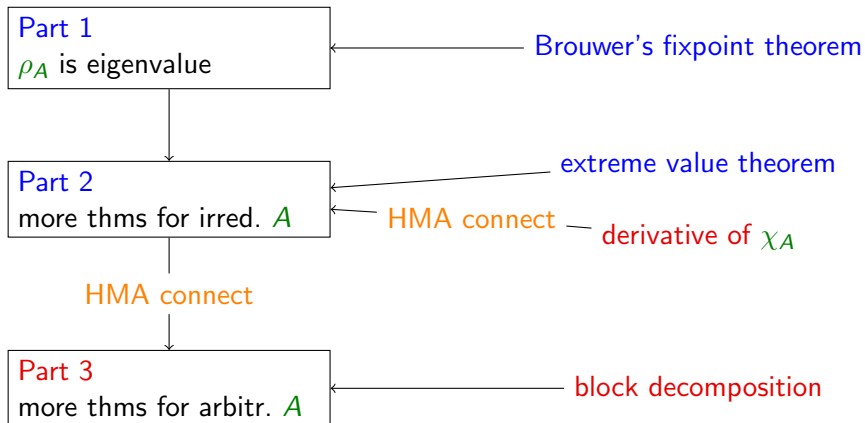 Part 1
ρ_A is eigenvalue
Brouwer's fixpoint theorem
Part 2
more thms for irred. A
extreme value theorem
HMA connect
derivative of χ_A
HMA connect
Part 3
more thms for arbitr. A
block decomposition